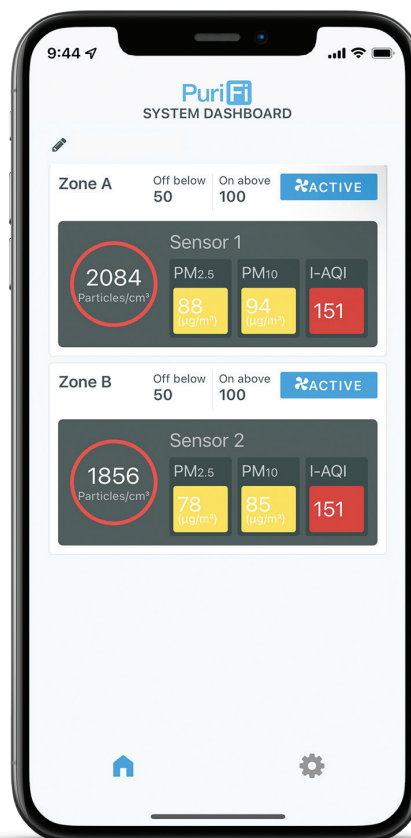 9:44
PuriFi
SYSTEM DASHBOARD
Zone A
Off below
50
On above
100
ACTIVE
Sensor 1
2084
Particles/cm³
PM2.5
88
(μg/m³)
PM10
94
(μg/m³)
I-AQI
151
Zone B
Off below
50
On above
100
ACTIVE
Sensor 2
1856
Particles/cm³
PM2.5
78
(μg/m³)
PM10
85
(μg/m³)
I-AQI
151